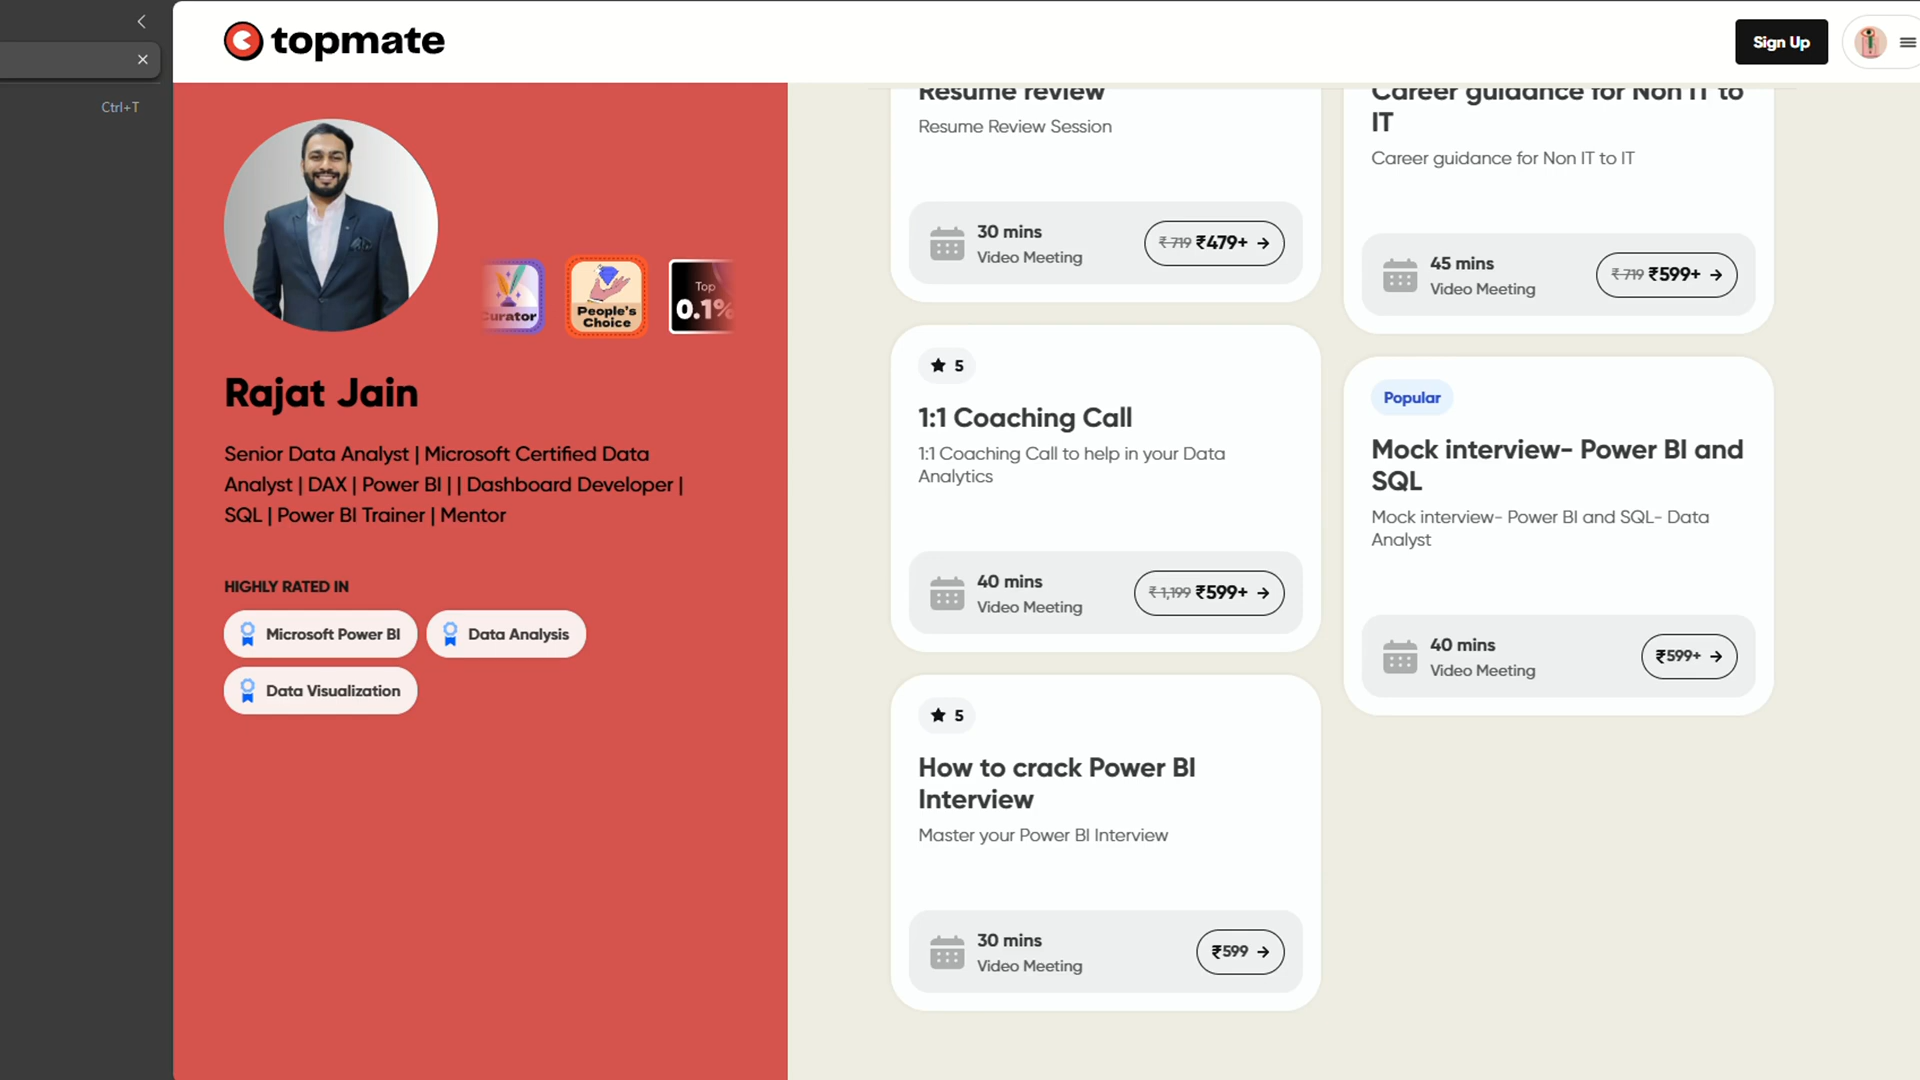 Ctrl+T
topmate
Sign Up
Curator
People's
Choice
Top
0.1%
Rajat Jain
Senior Data Analyst | Microsoft Certified Data
Analyst | DAX | Power BI | | Dashboard Developer |
SQL | Power BI Trainer | Mentor
HIGHLY RATED IN
Microsoft Power BI
Data Analysis
Data Visualization
Resume review
Resume Review Session
30 mins
Video Meeting
₹719 ₹479+
5
1:1 Coaching Call
1:1 Coaching Call to help in your Data
Analytics
40 mins
Video Meeting
₹1,199 ₹599+
5
How to crack Power BI
Interview
Master your Power BI Interview
30 mins
Video Meeting
₹599
Career guidance for Non IT to
IT
Career guidance for Non IT to IT
45 mins
Video Meeting
₹719 ₹599+
Popular
Mock interview- Power BI and
SQL
Mock interview- Power BI and SQL- Data
Analyst
40 mins
Video Meeting
₹599+